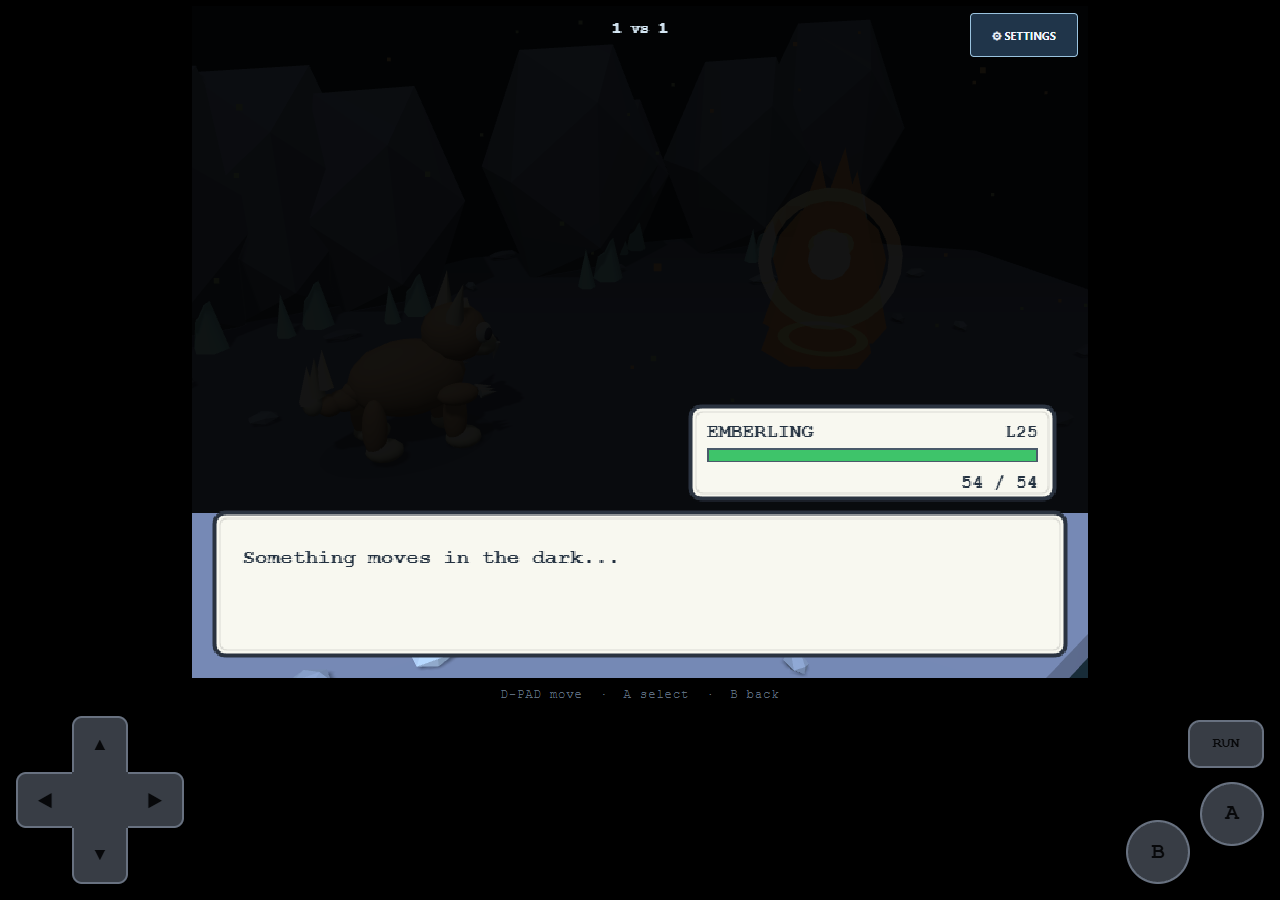 1 vs 1
⚙ SETTINGS
EMBERLING L25
54 / 54
Something moves in the dark...
D-PAD move · A select · B back
▲
◀ ▶
▼
RUN
A
B